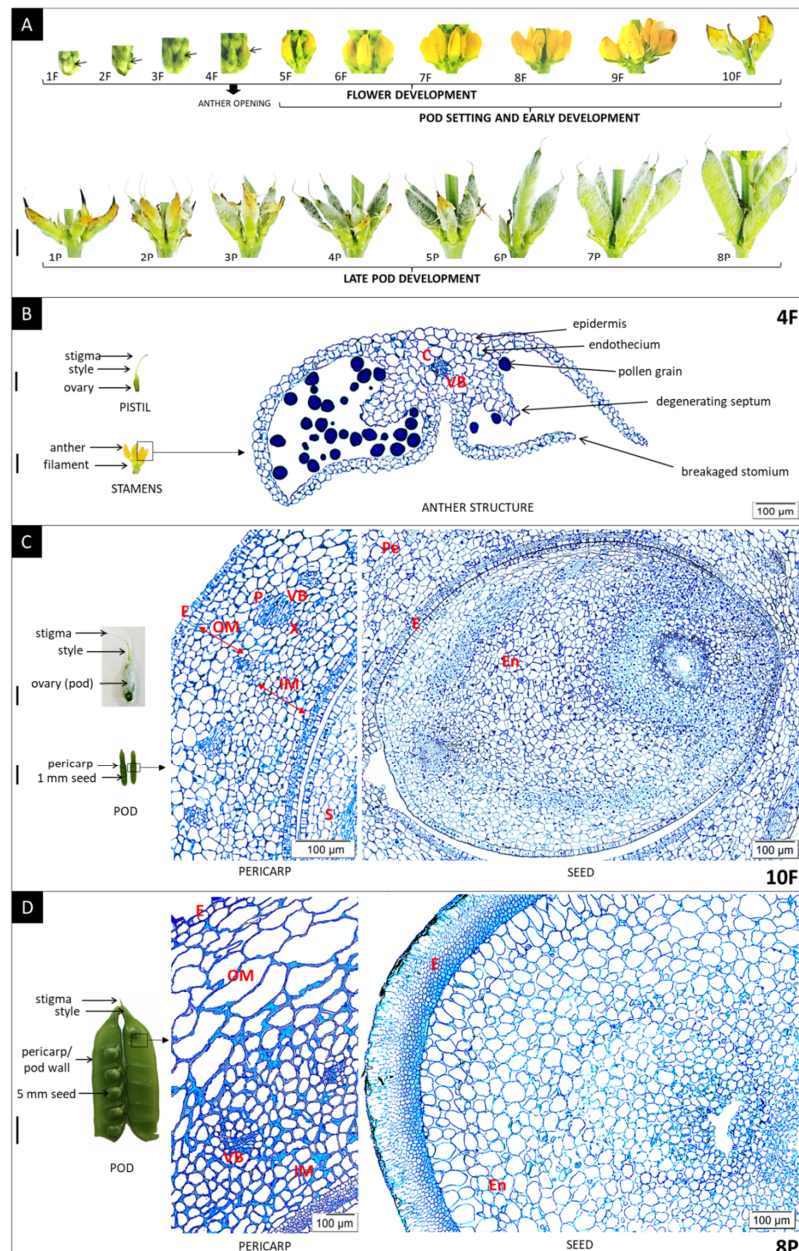 A
1F
2F
3F
4F
5F
6F
7F
8F
9F
10F
FLOWER DEVELOPMENT
ANTHER OPENING
POD SETTING AND EARLY DEVELOPMENT
1P
2P
3P
4P
5P
6P
7P
8P
LATE POD DEVELOPMENT
B
4F
stigma
style
ovary
PISTIL
anther
filament
STAMENS
C
VB
epidermis
endothecium
pollen grain
degenerating septum
breakaged stomium
ANTHER STRUCTURE
100 µm
C
stigma
style
ovary (pod)
pericarp
1 mm seed
POD
E
OM
P
VB
X
IM
S
100 µm
PERICARP
Pe
E
En
100 µm
SEED
10F
D
stigma
style
pericarp/
pod wall
5 mm seed
POD
E
OM
VB
IM
100 µm
PERICARP
E
En
100 µm
SEED
8P